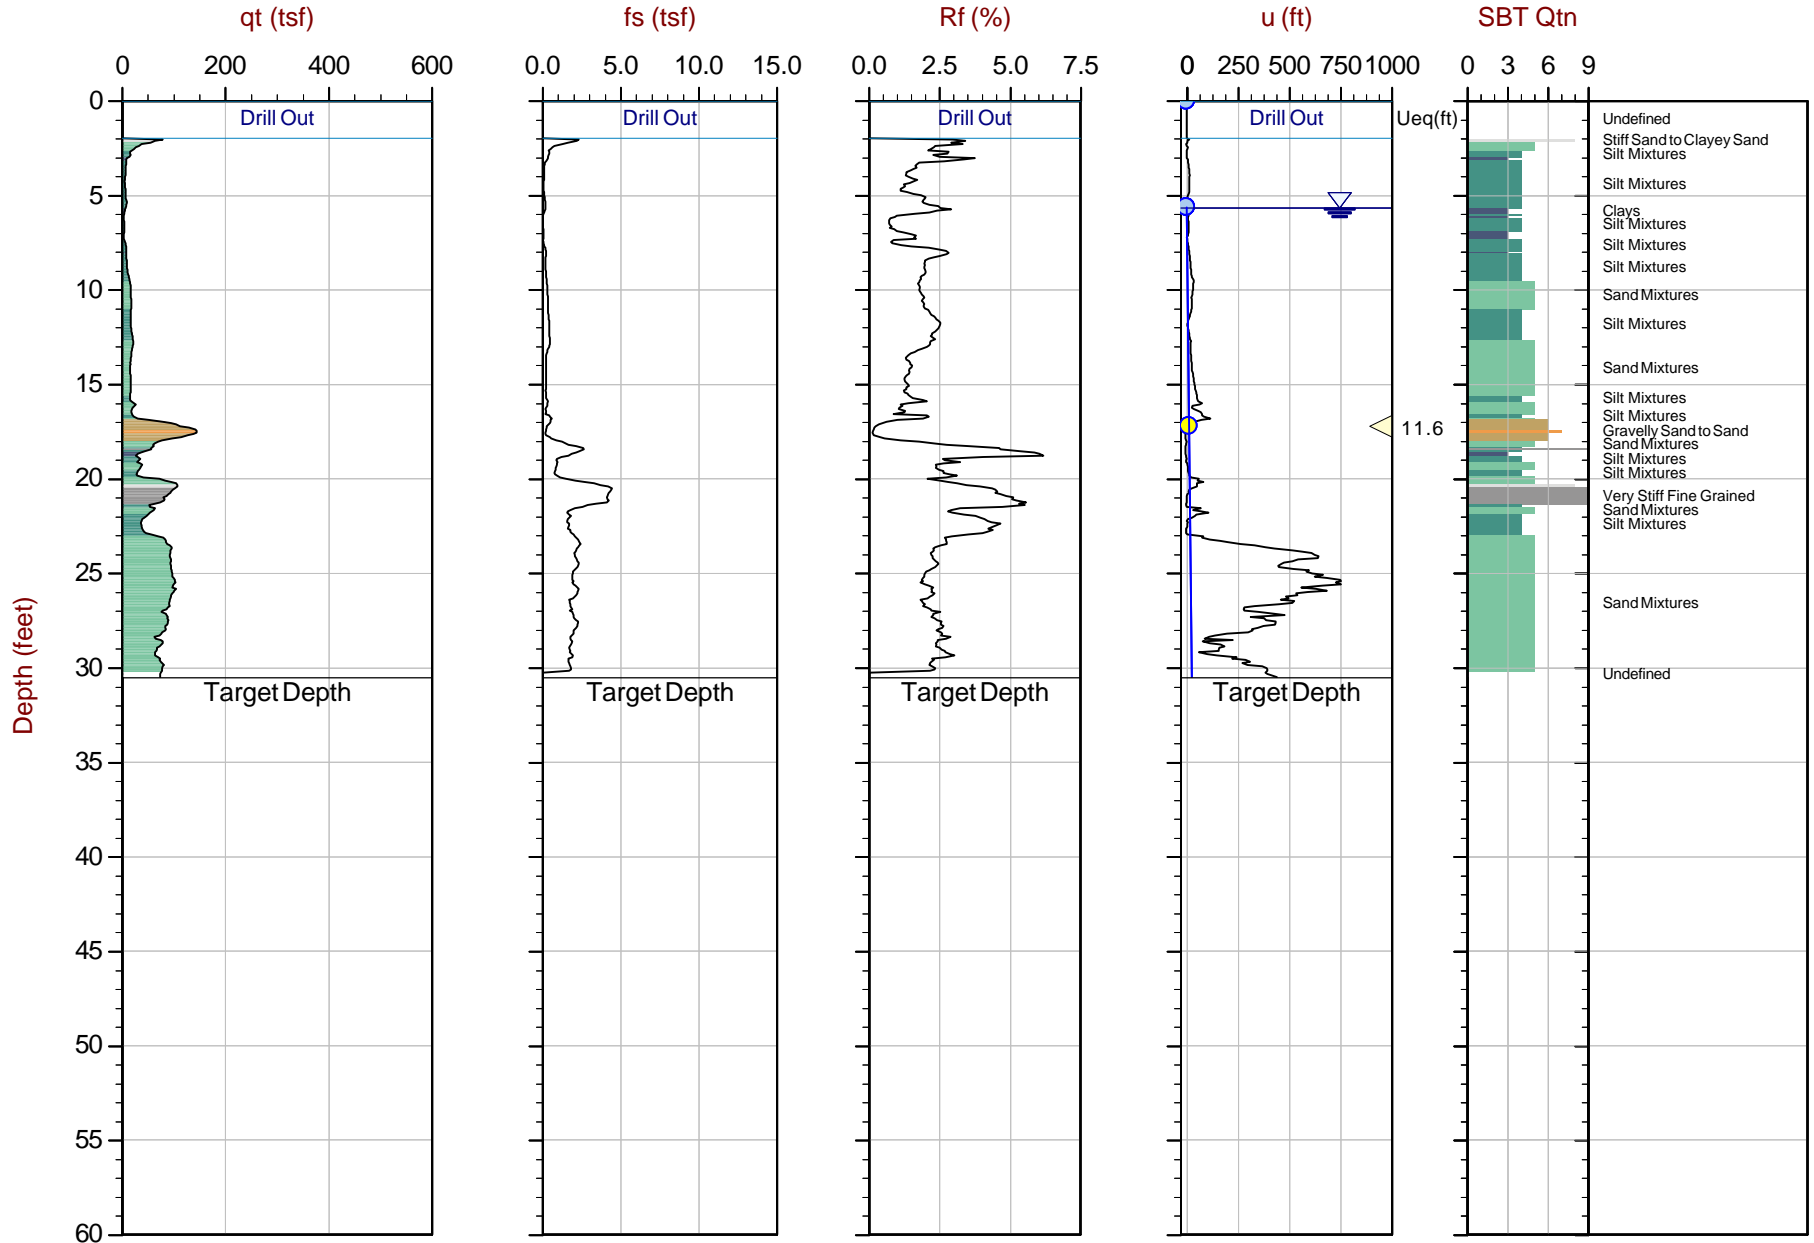 qt (tsf) fs (tsf) Rf (%) u (ft) SBT Qtn
0 200 400 600 0.0 5.0 10.0 15.0 0.0 2.5 5.0 7.5 0 250 500 750 1000 0 3 6 9
0 Drill Out Drill Out Drill Out Drill Out Ueq(ft) Undefined
Stiff Sand to Clayey Sand
Silt Mixtures
Silt Mixtures
5
Clays
Silt Mixtures
Silt Mixtures
Silt Mixtures
10 Sand Mixtures
Silt Mixtures
Sand Mixtures
15
Silt Mixtures
Silt Mixtures
11.6 Gravelly Sand to Sand
Sand Mixtures
Silt Mixtures
Silt Mixtures
20
Very Stiff Fine Grained
Sand Mixtures
Silt Mixtures
25
Sand Mixtures
30 Undefined
Target Depth Target Depth Target Depth Target Depth
Depth (feet)
35
40
45
50
55
60